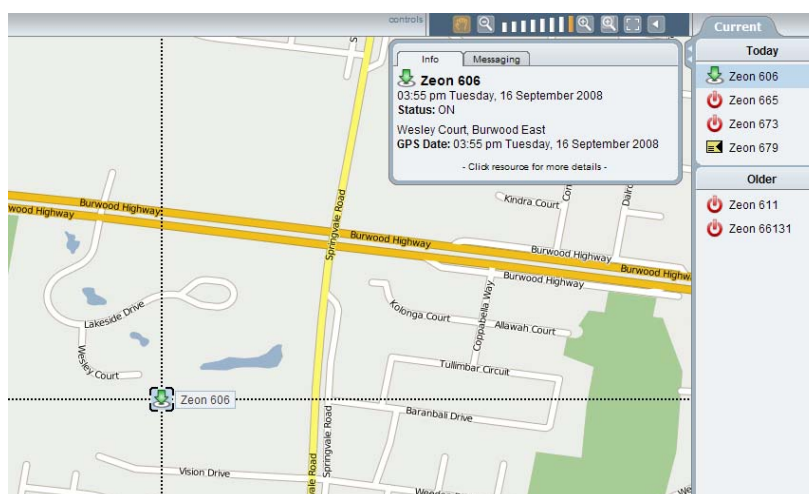 controls
Current
Today
Zeon 606
Zeon 665
Zeon 673
Zeon 679
Older
Zeon 611
Zeon 66131
Info
Messaging
Zeon 606
03:55 pm Tuesday, 16 September 2008
Status: ON
Wesley Court, Burwood East
GPS Date: 03:55 pm Tuesday, 16 September 2008
- Click resource for more details -
Kindra Court
Springvale Road
Burwood Highway
wood Highway
Burwood Highway
Burwood Highway
Burwood Highw
Burwood Highway
Lakeside Drive
Kolonga Court
Allawah Court
Coppabella Way
Wesley Court
Tullimbar Circuit
Zeon 606
Baranbali Drive
Vision Drive
Springvale Road